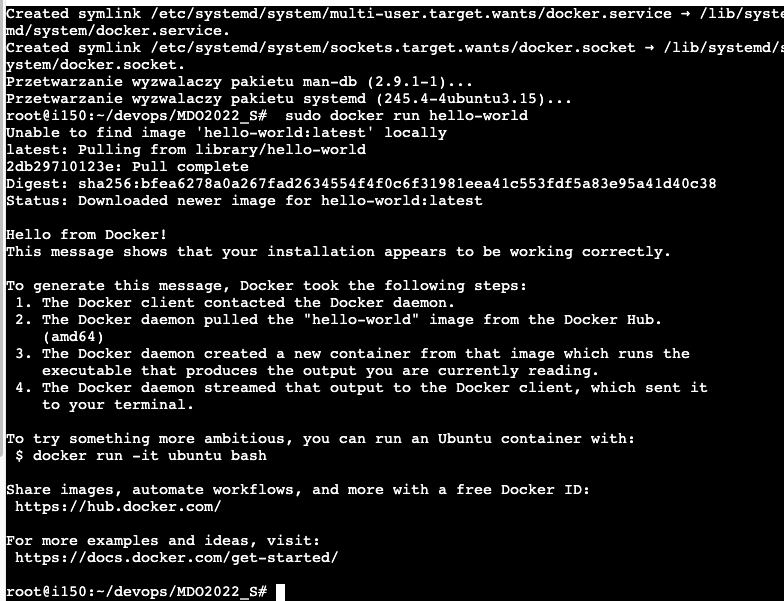 Created symlink /etc/systemd/system/multi-user.target.wants/docker.service → /lib/syste
md/system/docker.service.
Created symlink /etc/systemd/system/sockets.target.wants/docker.socket → /lib/systemd/s
ystem/docker.socket.
Przetwarzanie wyzwalaczy pakietu man-db (2.9.1-1)...
Przetwarzanie wyzwalaczy pakietu systemd (245.4-4ubuntu3.15)...
root@i150:~/devops/MDO2022_S#  sudo docker run hello-world
Unable to find image 'hello-world:latest' locally
latest: Pulling from library/hello-world
2db29710123e: Pull complete
Digest: sha256:bfea6278a0a267fad2634554f4f0c6f31981eea41c553fdf5a83e95a41d40c38
Status: Downloaded newer image for hello-world:latest

Hello from Docker!
This message shows that your installation appears to be working correctly.

To generate this message, Docker took the following steps:
 1. The Docker client contacted the Docker daemon.
 2. The Docker daemon pulled the "hello-world" image from the Docker Hub.
    (amd64)
 3. The Docker daemon created a new container from that image which runs the
    executable that produces the output you are currently reading.
 4. The Docker daemon streamed that output to the Docker client, which sent it
    to your terminal.

To try something more ambitious, you can run an Ubuntu container with:
 $ docker run -it ubuntu bash

Share images, automate workflows, and more with a free Docker ID:
 https://hub.docker.com/

For more examples and ideas, visit:
 https://docs.docker.com/get-started/

root@i150:~/devops/MDO2022_S#